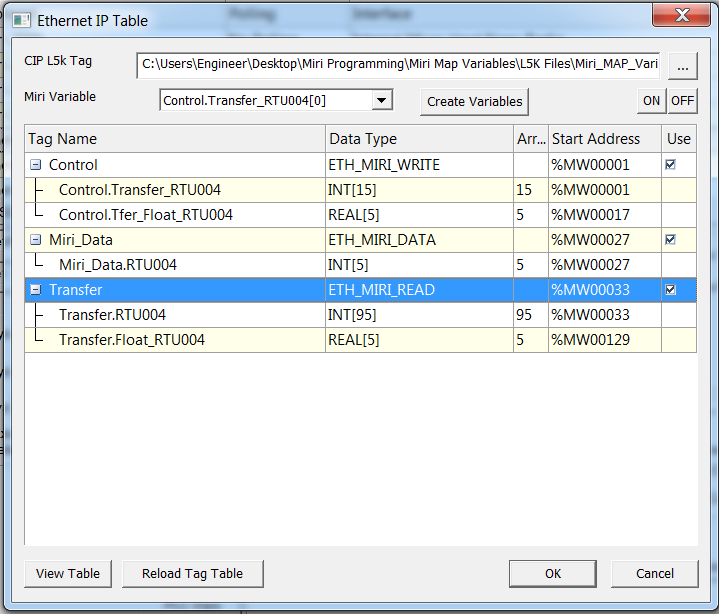 Ethernet IP Table
CIP L5k Tag C:\Users\Engineer\Desktop\Miri Programming\Miri Map Variables\L5K Files\Miri_MAP_Vari ...
Miri Variable Control.Transfer_RTU004[0] Create Variables ON OFF
Tag Name Data Type Arr... Start Address Use
Control ETH_MIRI_WRITE %MW00001
Control.Transfer_RTU004 INT[15] 15 %MW00001
Control.Tfer_Float_RTU004 REAL[5] 5 %MW00017
Miri_Data ETH_MIRI_DATA %MW00027
Miri_Data.RTU004 INT[5] 5 %MW00027
Transfer ETH_MIRI_READ %MW00033
Transfer.RTU004 INT[95] 95 %MW00033
Transfer.Float_RTU004 REAL[5] 5 %MW00129
View Table Reload Tag Table OK Cancel